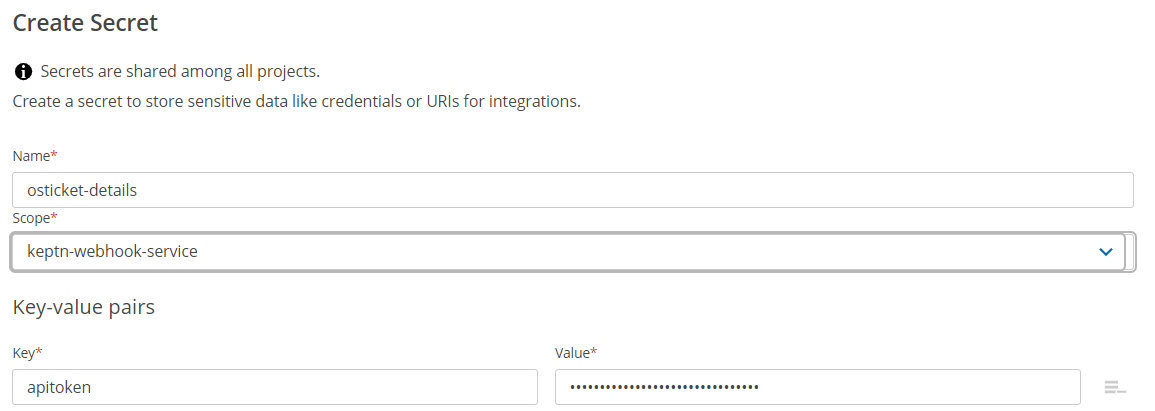 Create Secret
Secrets are shared among all projects.
Create a secret to store sensitive data like credentials or URIs for integrations.
Name*
osticket-details
Scope*
keptn-webhook-service
Key-value pairs
Key* Value*
apitoken ••••••••••••••••••••••••••••••••